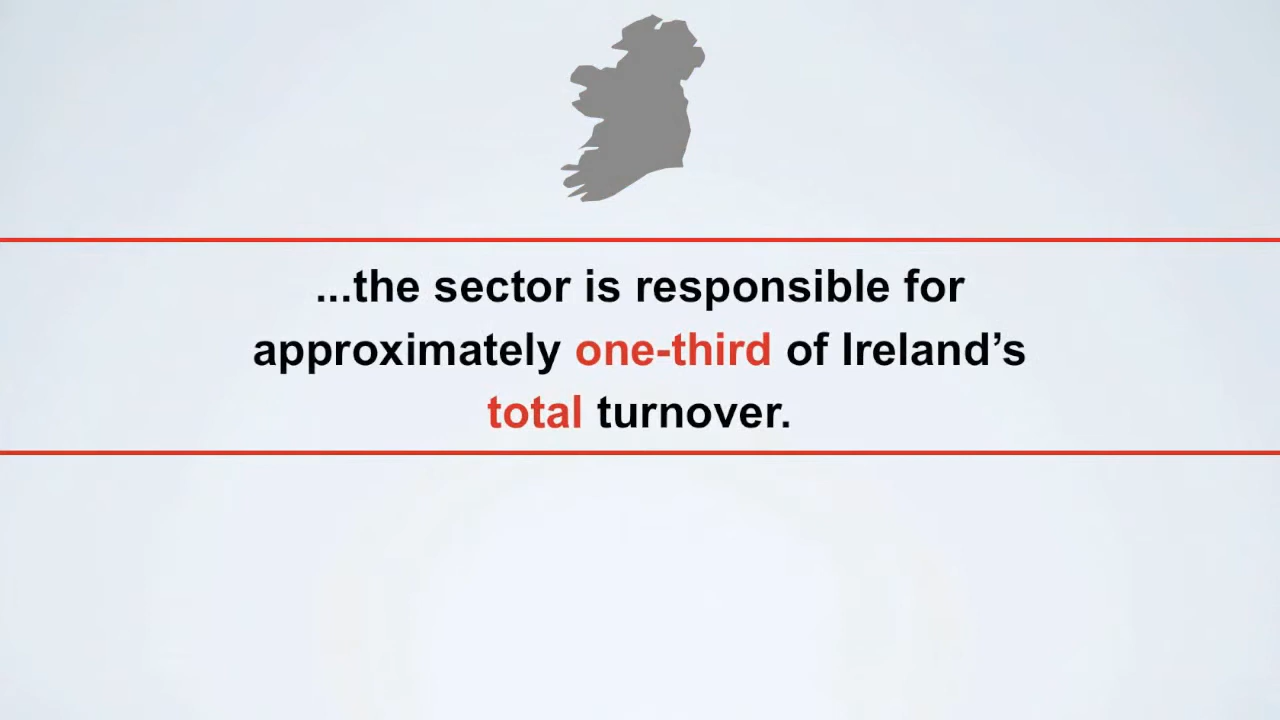 ...the sector is responsible for
approximately one-third of Ireland’s
total turnover.